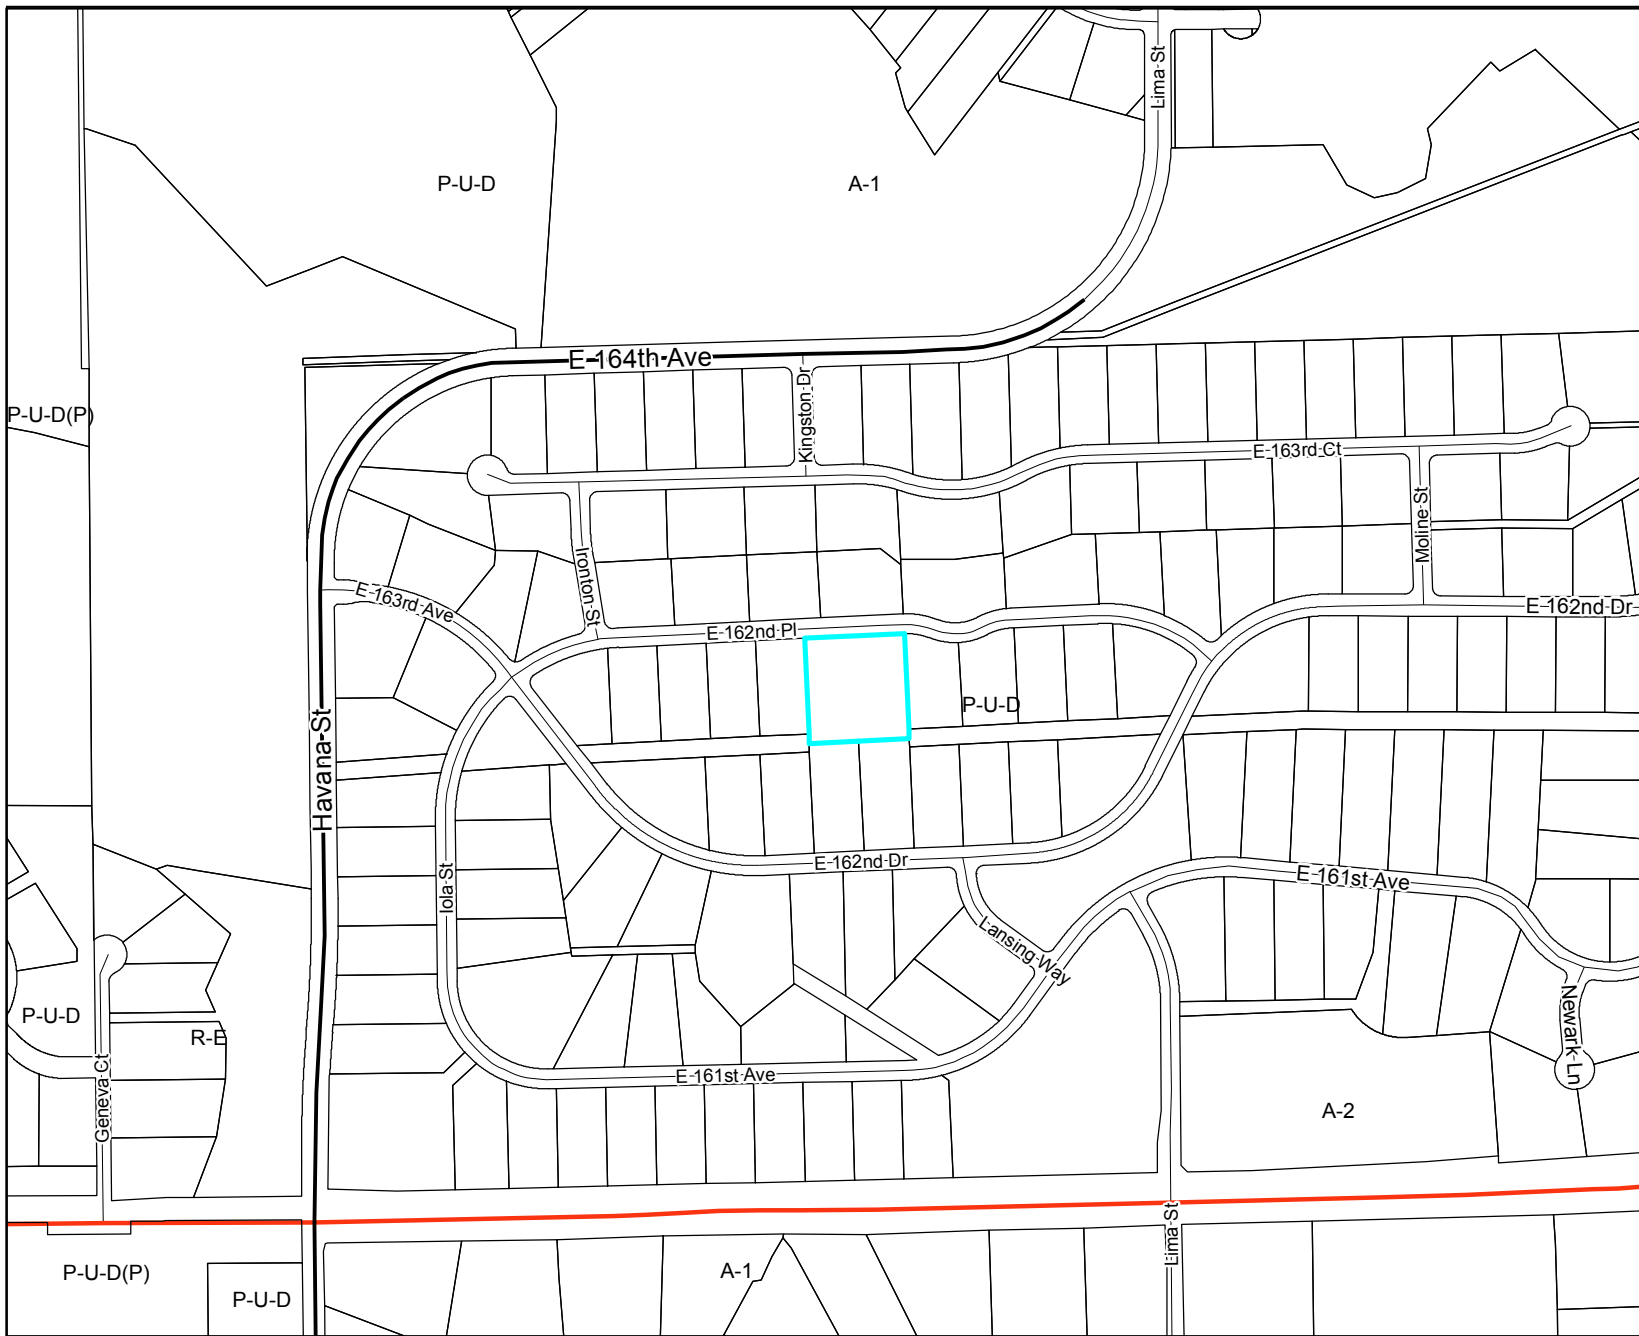 Lima St
P-U-D
A-1
E 164th Ave
Kingston Dr
P-U-D(P)
E 163rd Ct
Moline St
Ironton St
E 163rd Ave
E 162nd Pl
E 162nd Dr
P-U-D
Havana St
E 162nd Dr
Iola St
E 161st Ave
Lansing Way
P-U-D
R-E
Newark Ln
Geneva Ct
E 161st Ave
A-2
Lima St
P-U-D(P)
A-1
P-U-D